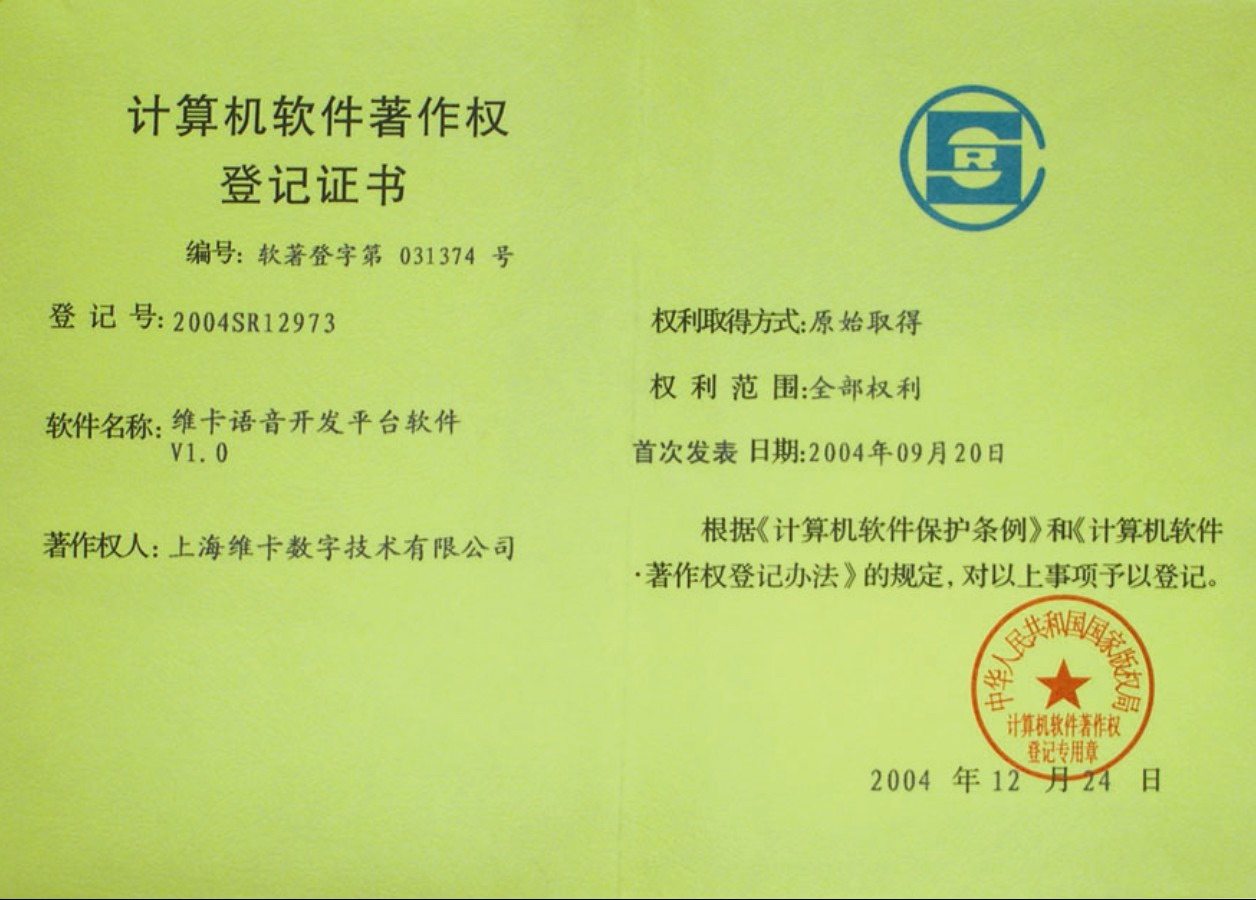 计算机软件著作权
登记证书
编号: 软著登字第 031374 号
登 记 号: 2004SR12973
软件名称: 维卡语音开发平台软件
V1.0
著作权人: 上海维卡数字技术有限公司
R
权利取得方式:原始取得
权 利 范 围:全部权利
首次发表 日期:2004年09月20日
根据《计算机软件保护条例》和《计算机软件
著作权登记办法》的规定, 对以上事项予以登记。
中华人民共和国国家版权局
计算机软件著作权
登记专用章
2004 年 12 月 24 日